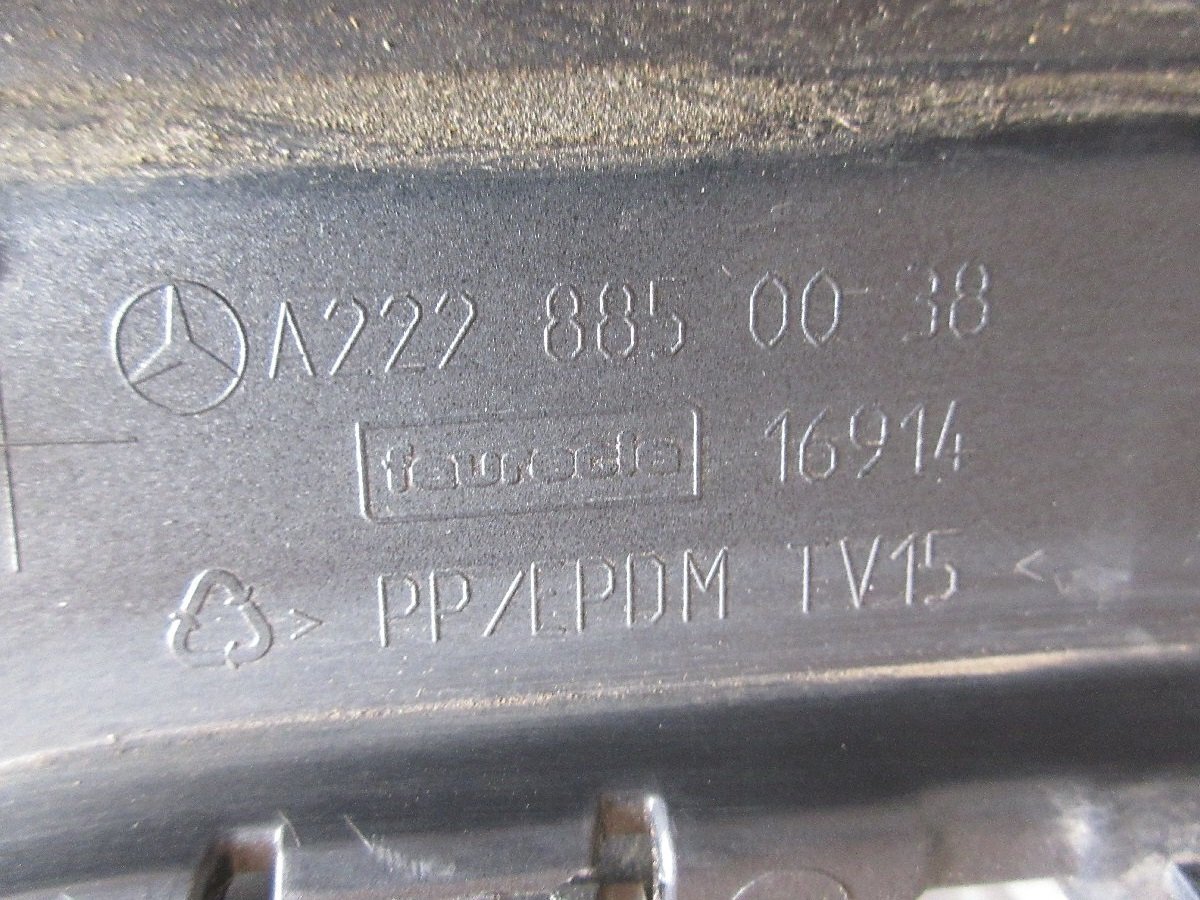 A222 885 00 38
faurecia 16914
> PP/EPDM TV15 <